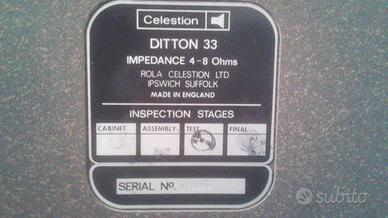 Celestion
DITTON 33
IMPEDANCE 4-8 Ohms
ROLA CELESTION LTD
IPSWICH SUFFOLK
MADE IN ENGLAND
INSPECTION STAGES
CABINET ASSEMBLY TEST FINAL
SERIAL No.
subito